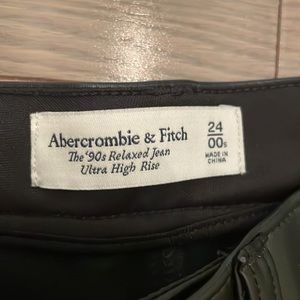 Abercrombie & Fitch
The '90s Relaxed Jean
Ultra High Rise
24
00s
MADE IN
CHINA